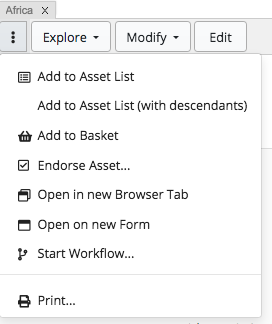 Africa X
Explore Modify Edit
Add to Asset List
Add to Asset List (with descendants)
Add to Basket
Endorse Asset...
Open in new Browser Tab
Open on new Form
Start Workflow...
Print...